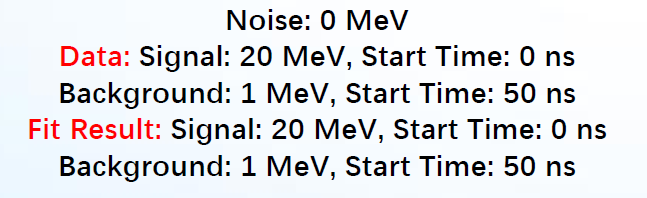 Noise: 0 MeV
Data: Signal: 20 MeV, Start Time: 0 ns
Background: 1 MeV, Start Time: 50 ns
Fit Result: Signal: 20 MeV, Start Time: 0 ns
Background: 1 MeV, Start Time: 50 ns